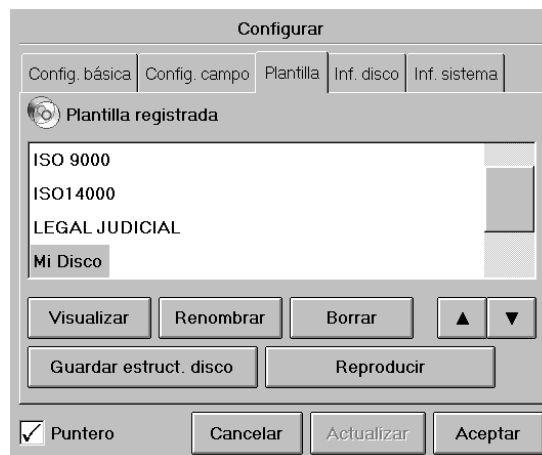 Configurar
Config. básica Config. campo Plantilla Inf. disco Inf. sistema
Plantilla registrada
ISO 9000
ISO14000
LEGAL JUDICIAL
Mi Disco
Visualizar Renombrar Borrar ▲ ▼
Guardar estruct. disco Reproducir
Puntero Cancelar Actualizar Aceptar